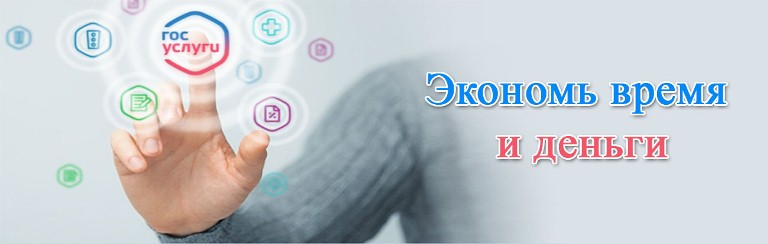 гос
услуги
Экономь время
и деньги